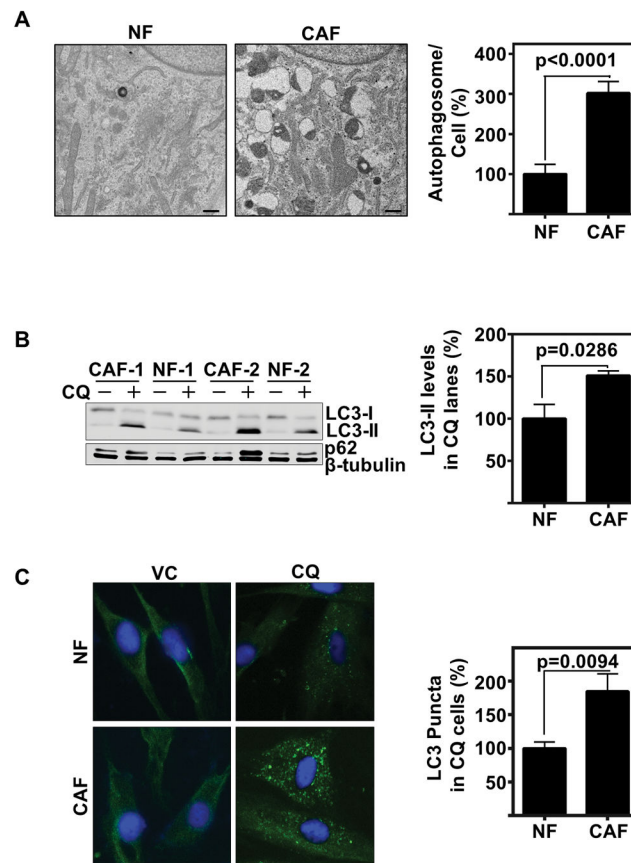 A
NF
CAF
Autophagosome/
Cell (%)
400
300
200
100
p<0.0001
NF
CAF
B
CAF-1 NF-1 CAF-2 NF-2
CQ – + – + – + – +
LC3-I
LC3-II
p62
β-tubulin
LC3-II levels
in CQ lanes (%)
200
150
100
50
p=0.0286
NF
CAF
C
VC
CQ
NF
CAF
LC3 Puncta
in CQ cells (%)
200
150
100
50
p=0.0094
NF
CAF